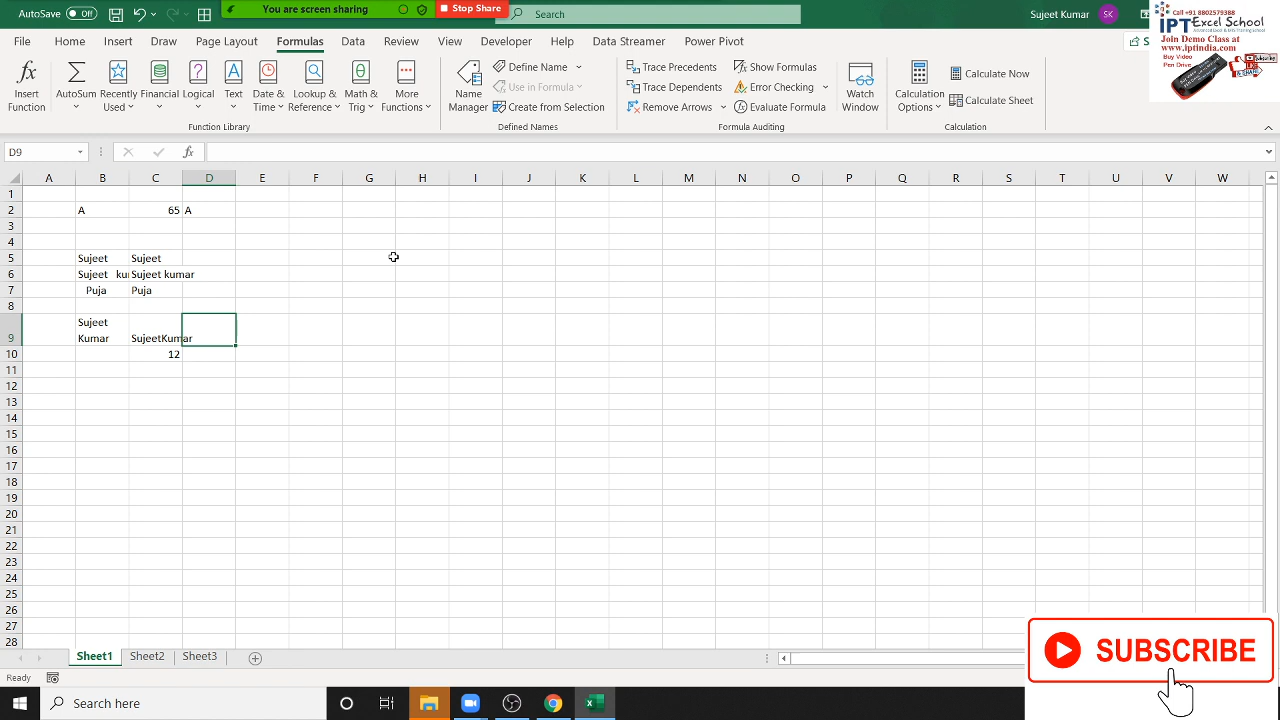 AutoSave Off
You are screen sharing
Stop Share
Search
Sujeet Kumar
SK
File Home Insert Draw Page Layout Formulas Data Review View Developer Help Data Streamer Power Pivot
Call +91 8802579388
IPT Excel School
Join Demo Class at
www.iptindia.com
Buy Video
Pen Drive
Insert Function
AutoSum
Recently Used
Financial
Logical
Text
Date & Time
Lookup & Reference
Math & Trig
More Functions
Function Library
Name Manager
Define Name
Use in Formula
Create from Selection
Defined Names
Trace Precedents
Trace Dependents
Remove Arrows
Show Formulas
Error Checking
Evaluate Formula
Formula Auditing
Watch Window
Calculation Options
Calculate Now
Calculate Sheet
Calculation
D9
fx
A B C D E F G H I J K L M N O P Q R S T U V W
1
2 A 65 A
3
4
5 Sujeet Sujeet
6 Sujeet kui Sujeet kumar
7 Puja Puja
8
Sujeet
9 Kumar SujeetKumar
10 12
11
12
13
14
15
16
17
18
19
20
21
22
23
24
25
26
27
28
Sheet1 Sheet2 Sheet3
Ready
SUBSCRIBE
Search here